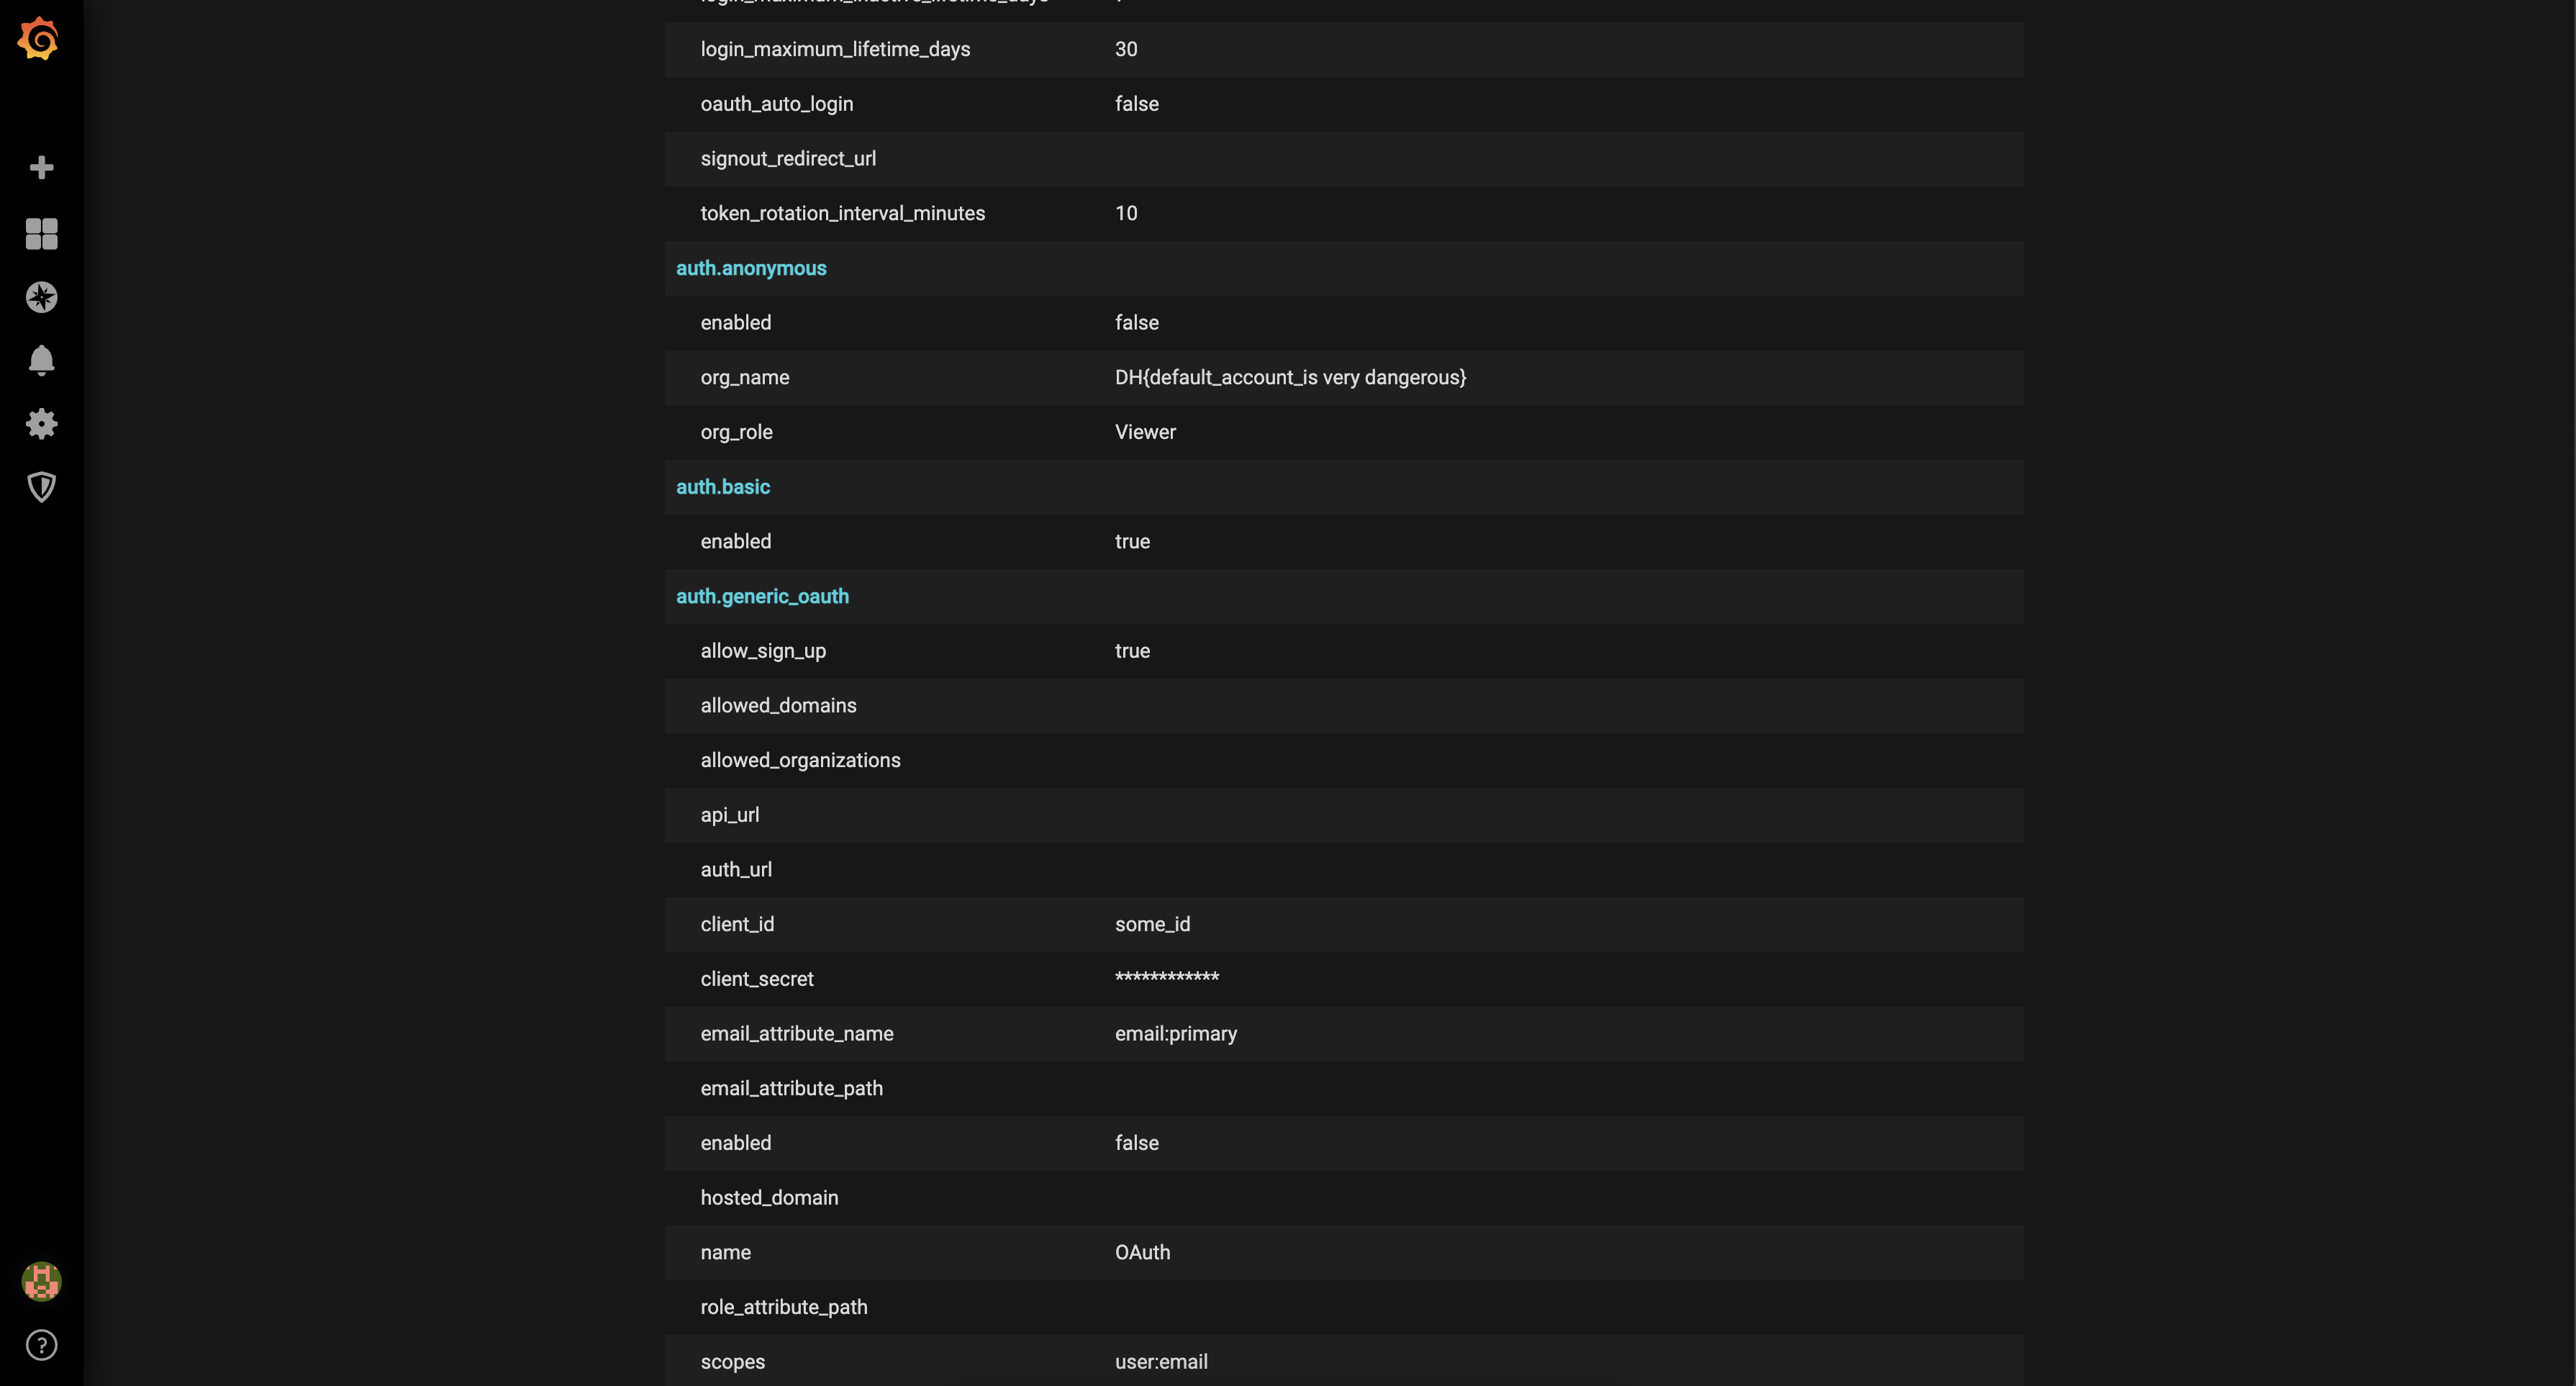 login_maximum_lifetime_days 30
oauth_auto_login false
signout_redirect_url
token_rotation_interval_minutes 10
auth.anonymous
enabled false
org_name DH{default_account_is very dangerous}
org_role Viewer
auth.basic
enabled true
auth.generic_oauth
allow_sign_up true
allowed_domains
allowed_organizations
api_url
auth_url
client_id some_id
client_secret ************
email_attribute_name email:primary
email_attribute_path
enabled false
hosted_domain
name OAuth
role_attribute_path
scopes user:email